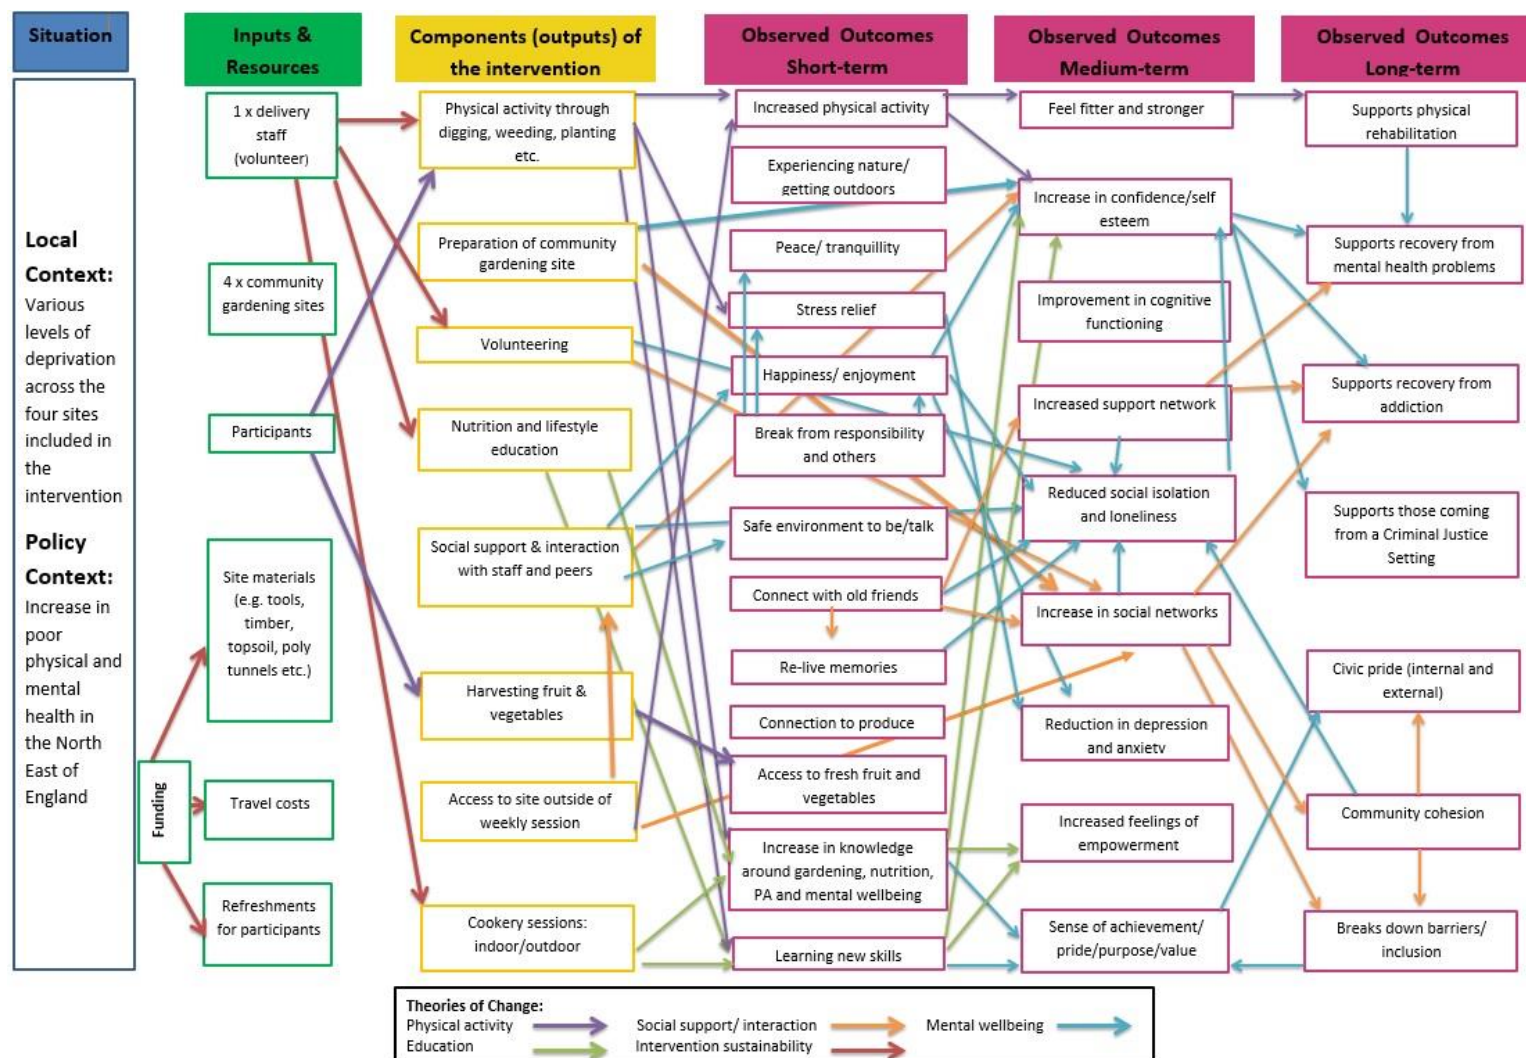 Situation
Local
Context:
Various
levels of
deprivation
across the
four sites
included in
the
intervention
Policy
Context:
Increase in
poor
physical and
mental
health in
the North
East of
England
Inputs &
Resources
1 x delivery
staff
(volunteer)
4 x community
gardening sites
Participants
Site materials
(e.g. tools,
timber,
topsoil, poly
tunnels etc.)
Funding
Travel costs
Refreshments
for participants
Components (outputs) of
the intervention
Physical activity through
digging, weeding, planting
etc.
Preparation of community
gardening site
Volunteering
Nutrition and lifestyle
education
Social support & interaction
with staff and peers
Harvesting fruit &
vegetables
Access to site outside of
weekly session
Cookery sessions:
indoor/outdoor
Observed Outcomes
Short-term
Increased physical activity
Experiencing nature/
getting outdoors
Peace/ tranquillity
Stress relief
Happiness/ enjoyment
Break from responsibility
and others
Safe environment to be/talk
Connect with old friends
Re-live memories
Connection to produce
Access to fresh fruit and
vegetables
Increase in knowledge
around gardening, nutrition,
PA and mental wellbeing
Learning new skills
Observed Outcomes
Medium-term
Feel fitter and stronger
Increase in confidence/self
esteem
Improvement in cognitive
functioning
Increased support network
Reduced social isolation
and loneliness
Increase in social networks
Reduction in depression
and anxiety
Increased feelings of
empowerment
Sense of achievement/
pride/purpose/value
Observed Outcomes
Long-term
Supports physical
rehabilitation
Supports recovery from
mental health problems
Supports recovery from
addiction
Supports those coming
from a Criminal Justice
Setting
Civic pride (internal and
external)
Community cohesion
Breaks down barriers/
inclusion
Theories of Change:
Physical activity
Social support/ interaction
Mental wellbeing
Education
Intervention sustainability